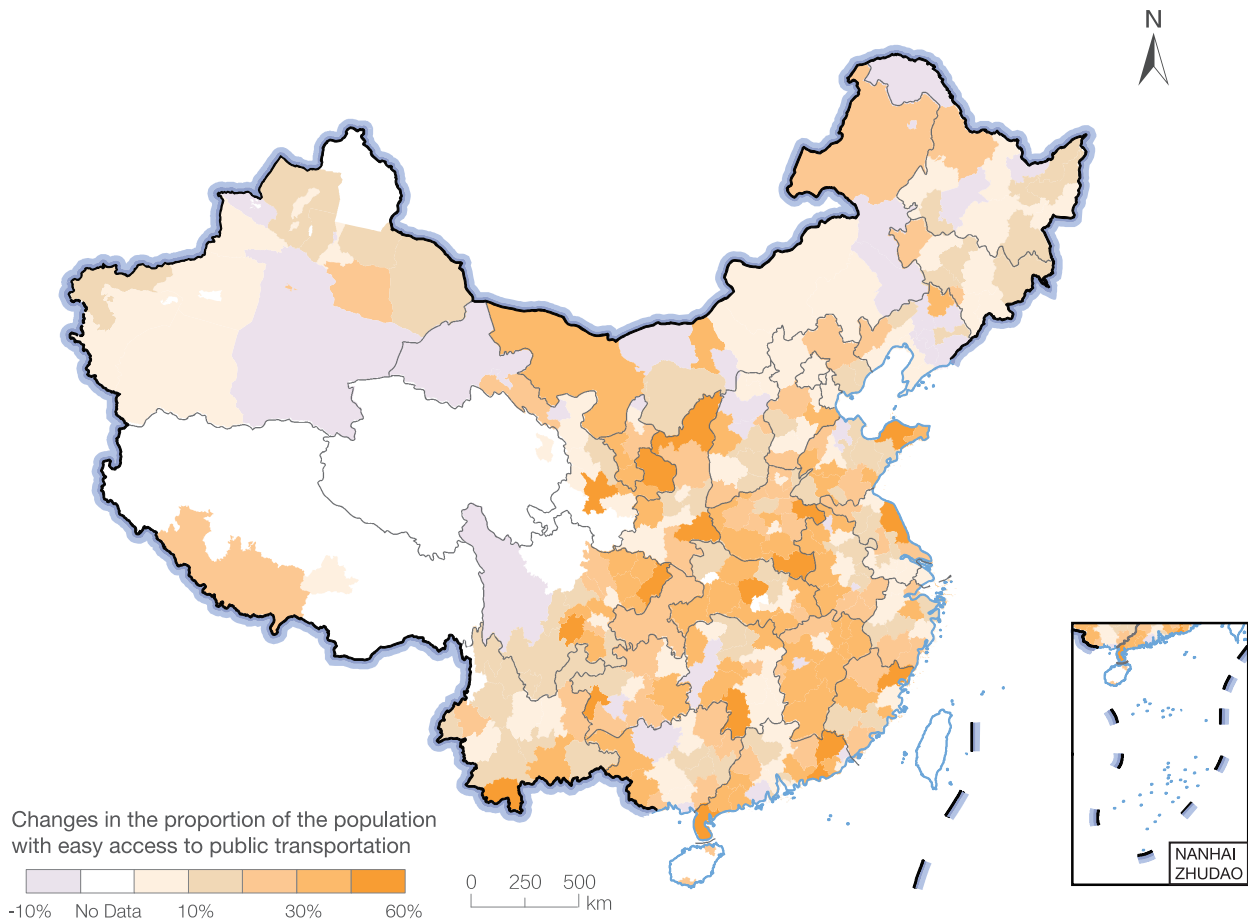 N
Changes in the proportion of the population
with easy access to public transportation
-10% No Data 10% 30% 60%
0 250 500
km
NANHAI
ZHUDAO